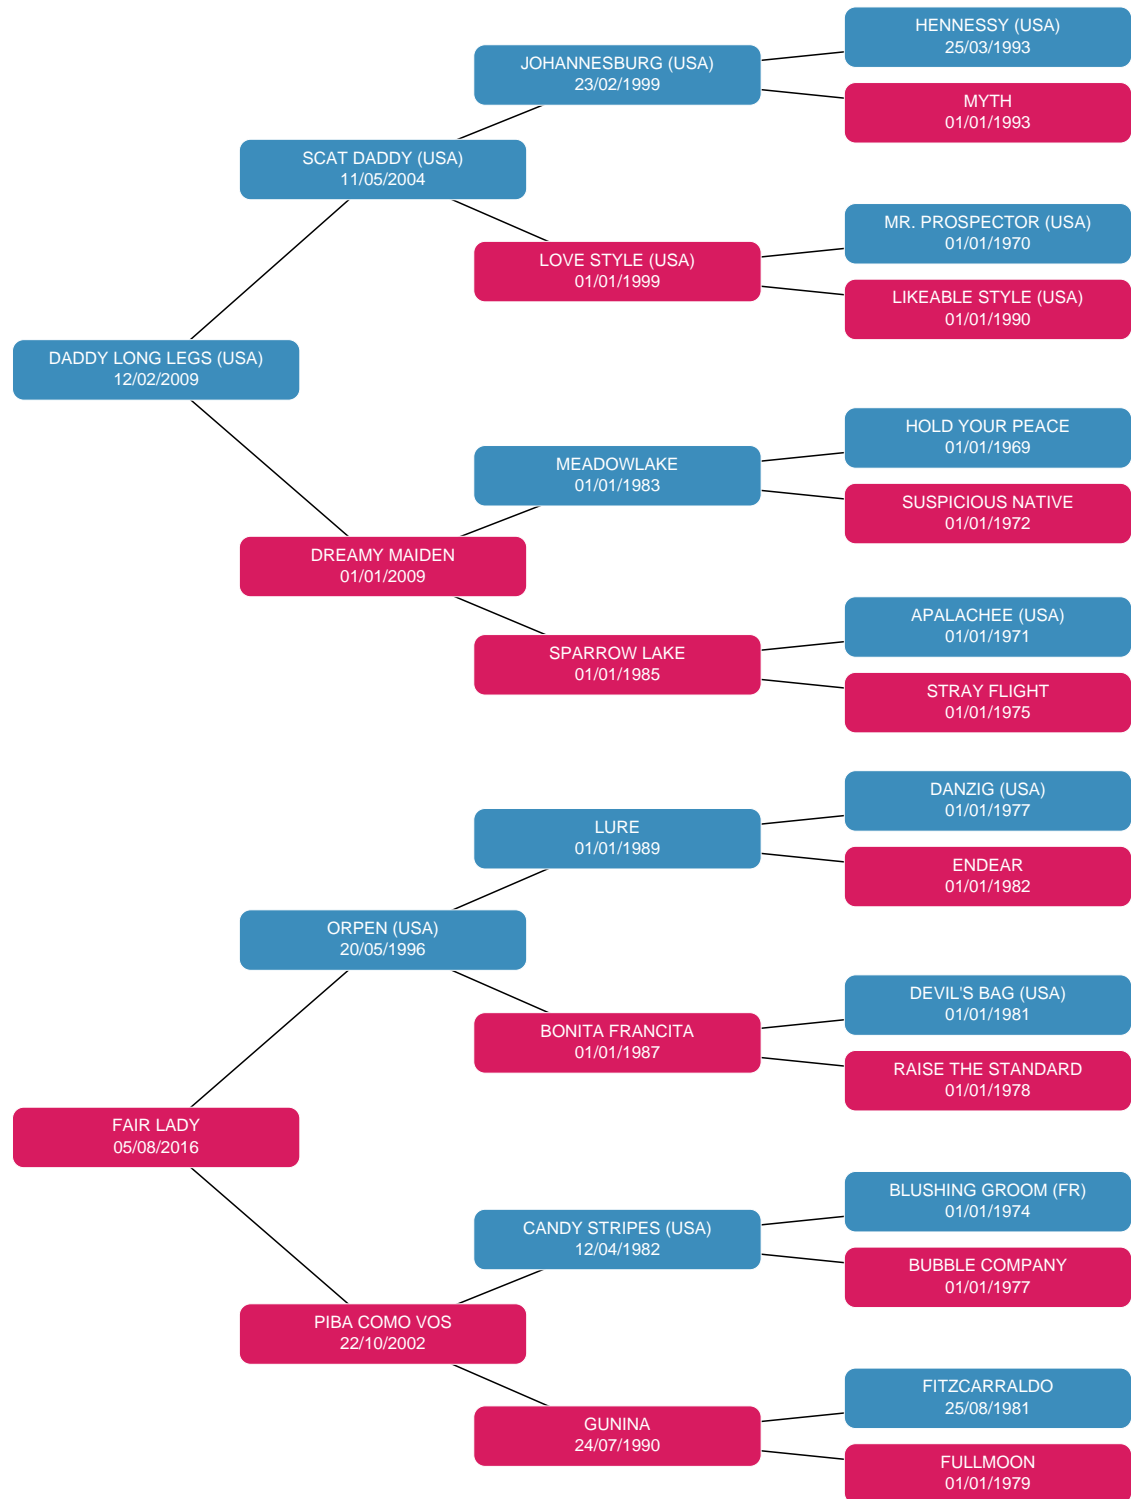 HENNESSY (USA)
25/03/1993
JOHANNESBURG (USA)
23/02/1999
MYTH
01/01/1993
SCAT DADDY (USA)
11/05/2004
MR. PROSPECTOR (USA)
01/01/1970
LOVE STYLE (USA)
01/01/1999
LIKEABLE STYLE (USA)
01/01/1990
DADDY LONG LEGS (USA)
12/02/2009
HOLD YOUR PEACE
01/01/1969
MEADOWLAKE
01/01/1983
SUSPICIOUS NATIVE
01/01/1972
DREAMY MAIDEN
01/01/2009
APALACHEE (USA)
01/01/1971
SPARROW LAKE
01/01/1985
STRAY FLIGHT
01/01/1975
DANZIG (USA)
01/01/1977
LURE
01/01/1989
ENDEAR
01/01/1982
ORPEN (USA)
20/05/1996
DEVIL'S BAG (USA)
01/01/1981
BONITA FRANCITA
01/01/1987
RAISE THE STANDARD
01/01/1978
FAIR LADY
05/08/2016
BLUSHING GROOM (FR)
01/01/1974
CANDY STRIPES (USA)
12/04/1982
BUBBLE COMPANY
01/01/1977
PIBA COMO VOS
22/10/2002
FITZCARRALDO
25/08/1981
GUNINA
24/07/1990
FULLMOON
01/01/1979